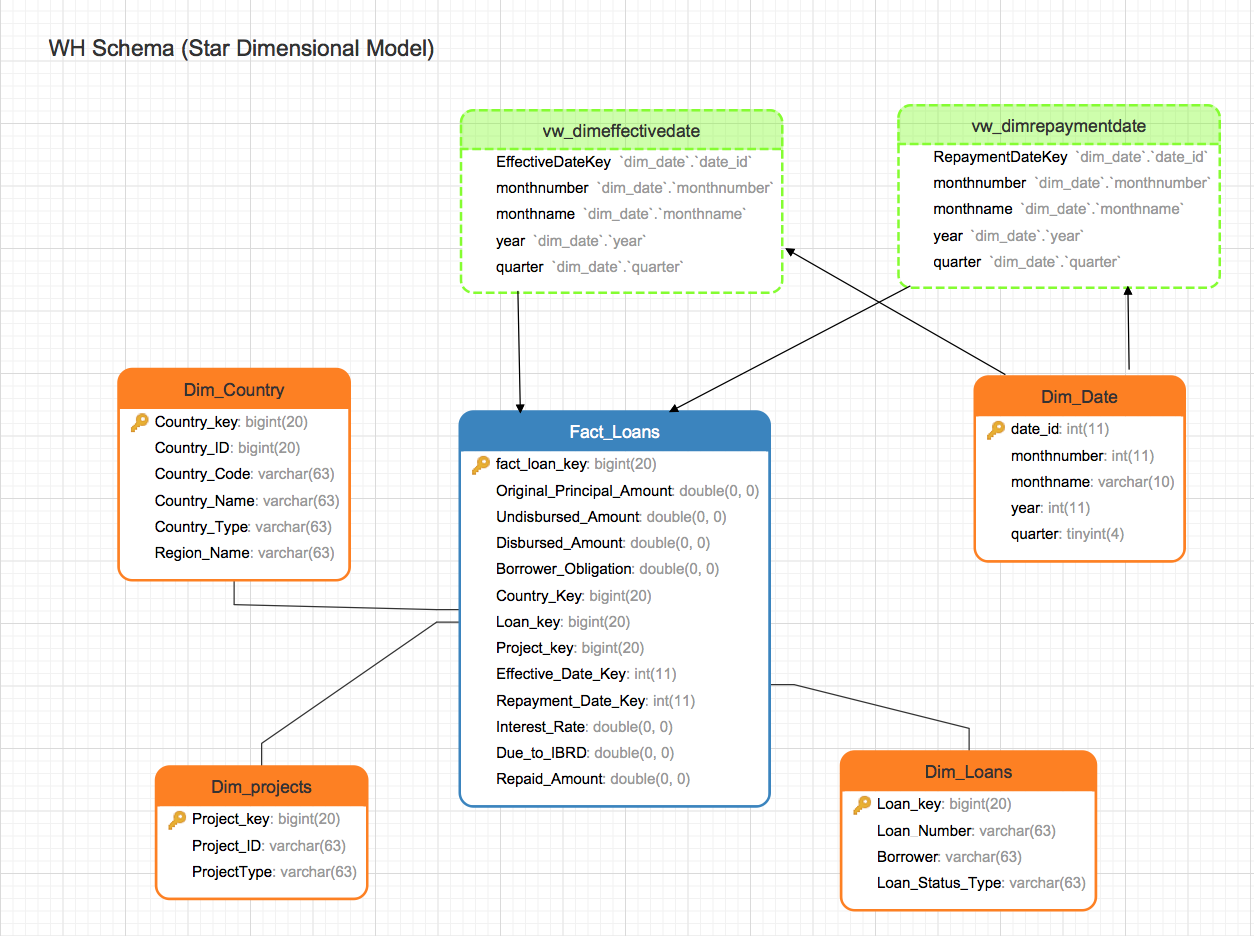 WH Schema (Star Dimensional Model)
vw_dimeffectivedate
EffectiveDateKey `dim_date`.`date_id`
monthnumber `dim_date`.`monthnumber`
monthname `dim_date`.`monthname`
year `dim_date`.`year`
quarter `dim_date`.`quarter`
vw_dimrepaymentdate
RepaymentDateKey `dim_date`.`date_id`
monthnumber `dim_date`.`monthnumber`
monthname `dim_date`.`monthname`
year `dim_date`.`year`
quarter `dim_date`.`quarter`
Dim_Country
Country_key: bigint(20)
Country_ID: bigint(20)
Country_Code: varchar(63)
Country_Name: varchar(63)
Country_Type: varchar(63)
Region_Name: varchar(63)
Fact_Loans
fact_loan_key: bigint(20)
Original_Principal_Amount: double(0, 0)
Undisbursed_Amount: double(0, 0)
Disbursed_Amount: double(0, 0)
Borrower_Obligation: double(0, 0)
Country_Key: bigint(20)
Loan_key: bigint(20)
Project_key: bigint(20)
Effective_Date_Key: int(11)
Repayment_Date_Key: int(11)
Interest_Rate: double(0, 0)
Due_to_IBRD: double(0, 0)
Repaid_Amount: double(0, 0)
Dim_Date
date_id: int(11)
monthnumber: int(11)
monthname: varchar(10)
year: int(11)
quarter: tinyint(4)
Dim_projects
Project_key: bigint(20)
Project_ID: varchar(63)
ProjectType: varchar(63)
Dim_Loans
Loan_key: bigint(20)
Loan_Number: varchar(63)
Borrower: varchar(63)
Loan_Status_Type: varchar(63)